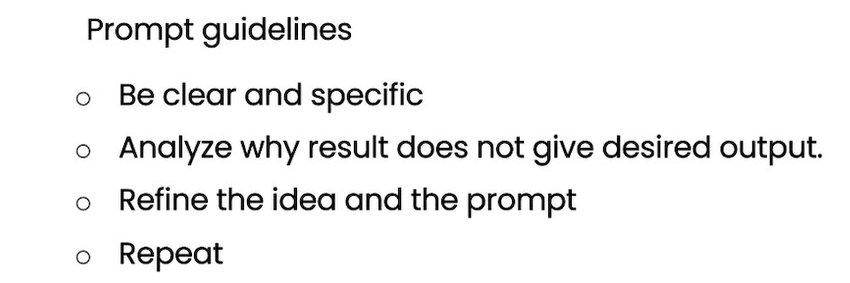 Prompt guidelines
○ Be clear and specific
○ Analyze why result does not give desired output.
○ Refine the idea and the prompt
○ Repeat